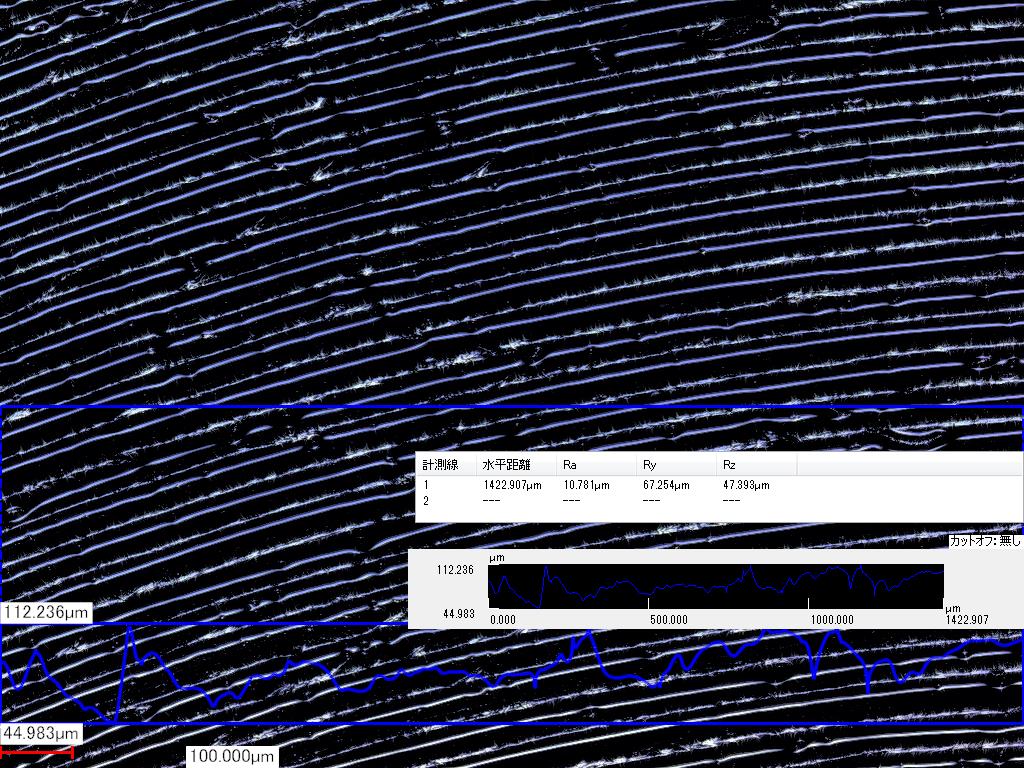 計測線 水平距離 Ra Ry Rz
1 1422.907μm 10.781μm 67.254μm 47.393μm
2 --- --- --- ---
カットオフ: 無し
μm
112.236
44.983
0.000 500.000 1000.000 1422.907
μm
112.236μm
44.983μm
100.000μm